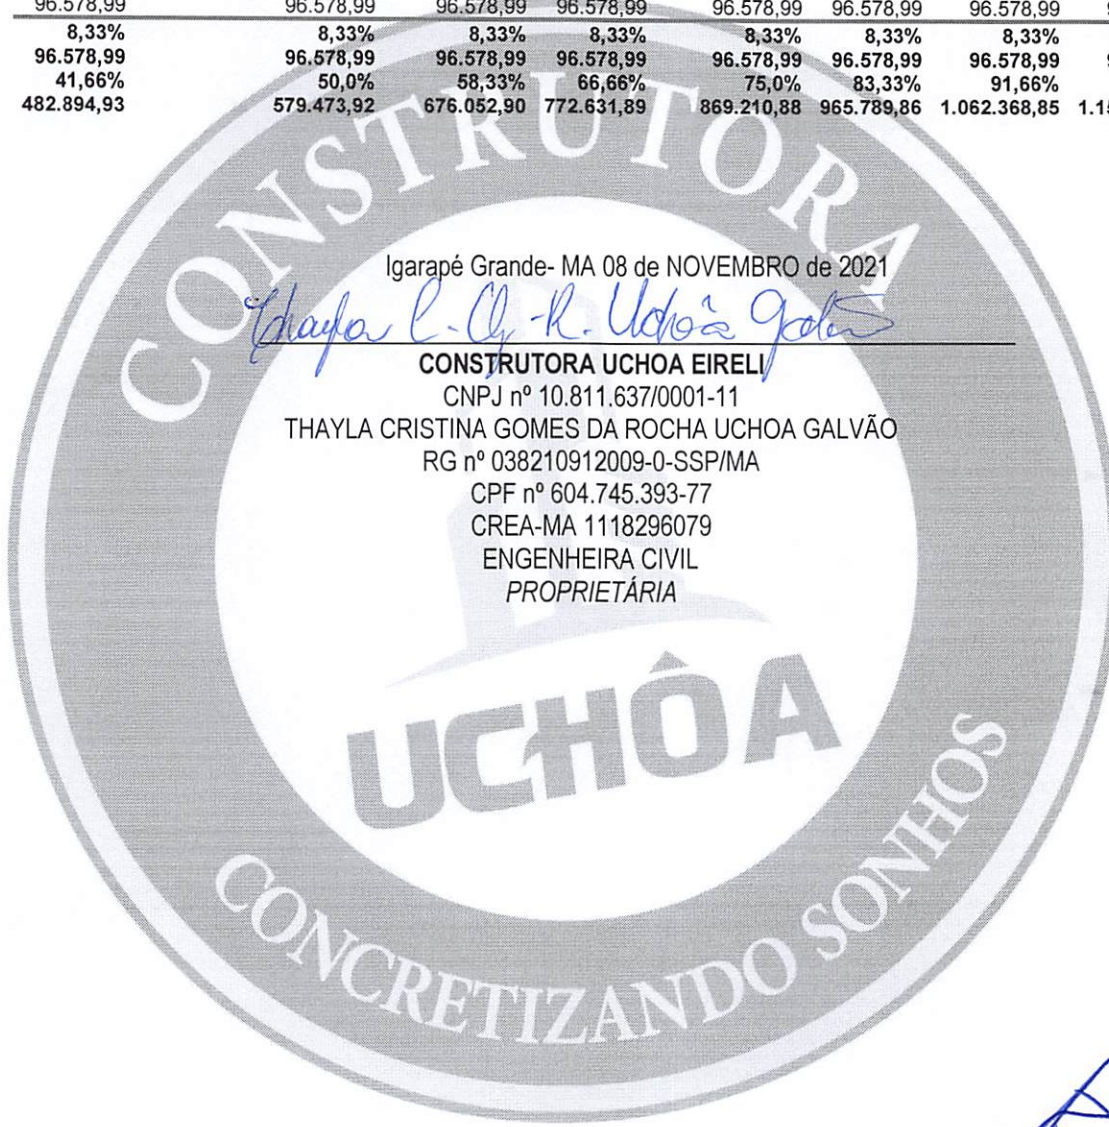 96.578,99 96.578,99 96.578,99 96.578,99 96.578,99 96.578,99 96.578,99
8,33% 8,33% 8,33% 8,33% 8,33% 8,33% 8,33%
96.578,99 96.578,99 96.578,99 96.578,99 96.578,99 96.578,99 96.578,99
41,66% 50,0% 58,33% 66,66% 75,0% 83,33% 91,66%
482.894,93 579.473,92 676.052,90 772.631,89 869.210,88 965.789,86 1.062.368,85
CONSTRUTORA
Igarapé Grande- MA 08 de NOVEMBRO de 2021
CONSTRUTORA UCHOA EIRELI
CNPJ nº 10.811.637/0001-11
THAYLA CRISTINA GOMES DA ROCHA UCHOA GALVÃO
RG nº 038210912009-0-SSP/MA
CPF nº 604.745.393-77
CREA-MA 1118296079
ENGENHEIRA CIVIL
PROPRIETÁRIA
UCHÔA
CONCRETIZANDO SONHOS